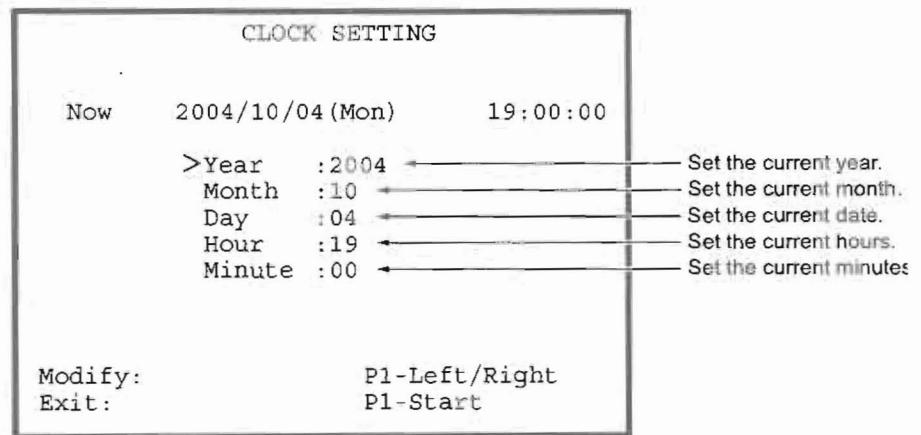 CLOCK SETTING
Now 2004/10/04(Mon) 19:00:00
>Year :2004 Set the current year.
Month :10 Set the current month.
Day :04 Set the current date.
Hour :19 Set the current hours.
Minute :00 Set the current minutes
Modify: P1-Left/Right
Exit: P1-Start